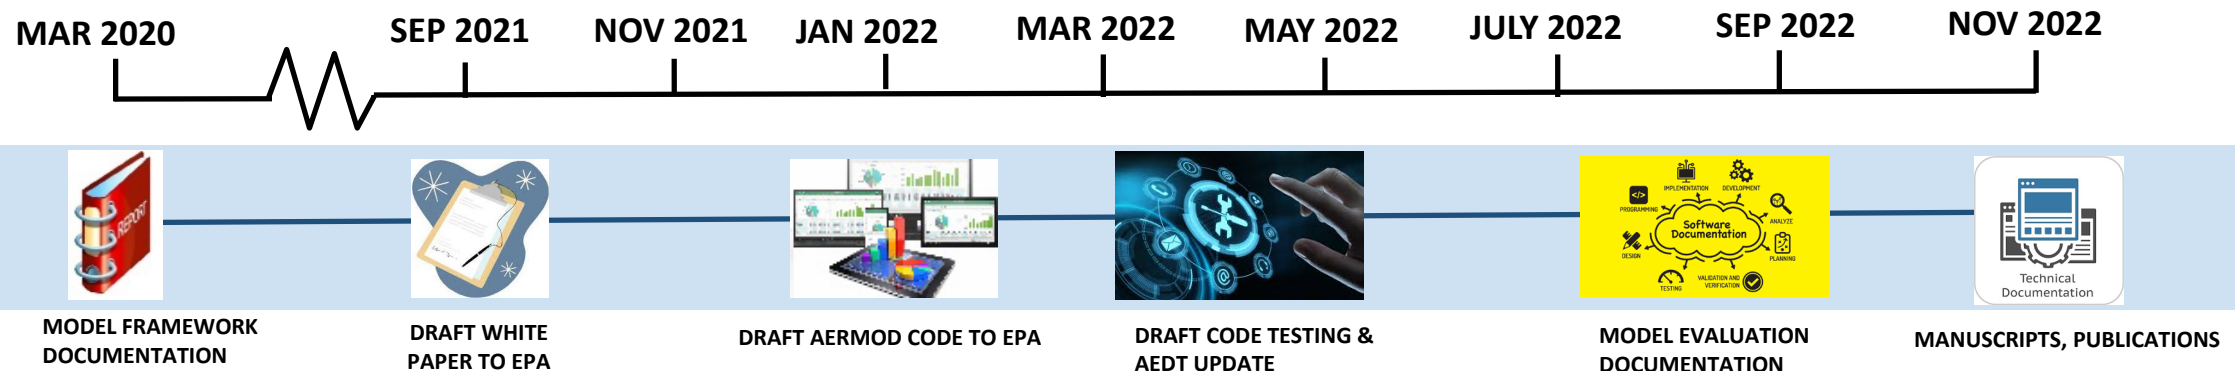 MAR 2020
SEP 2021
NOV 2021
JAN 2022
MAR 2022
MAY 2022
JULY 2022
SEP 2022
NOV 2022
REPORT
IMPLEMENTATION
DEVELOPMENT
PROGRAMMING
</>
ANALYZE
Software
Documentation
DESIGN
PLANNING
TESTING
VALIDATION AND
VERIFICATION
Technical
Documentation
MODEL FRAMEWORK
DOCUMENTATION
DRAFT WHITE
PAPER TO EPA
DRAFT AERMOD CODE TO EPA
DRAFT CODE TESTING &
AEDT UPDATE
MODEL EVALUATION
DOCUMENTATION
MANUSCRIPTS, PUBLICATIONS